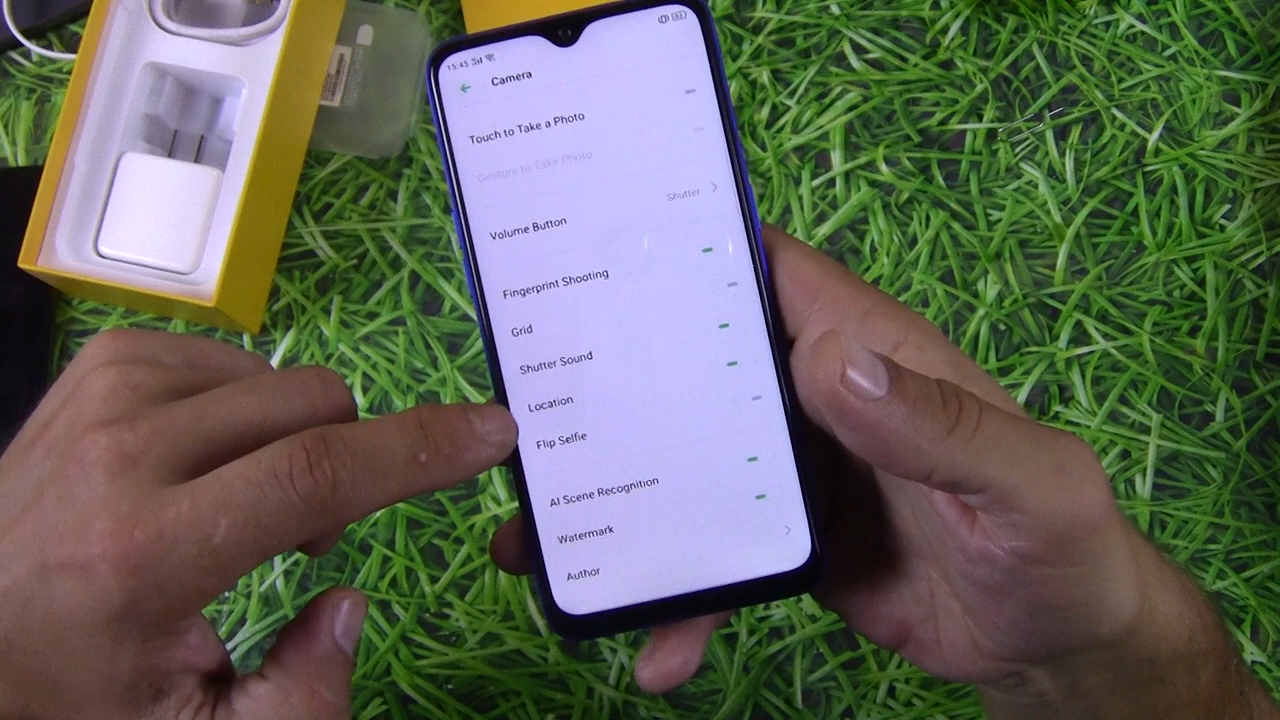 15:45
Camera
Touch to Take a Photo
Gesture to Take Photo
Volume Button
Shutter
Fingerprint Shooting
Grid
Shutter Sound
Location
Flip Selfie
AI Scene Recognition
Watermark
Author